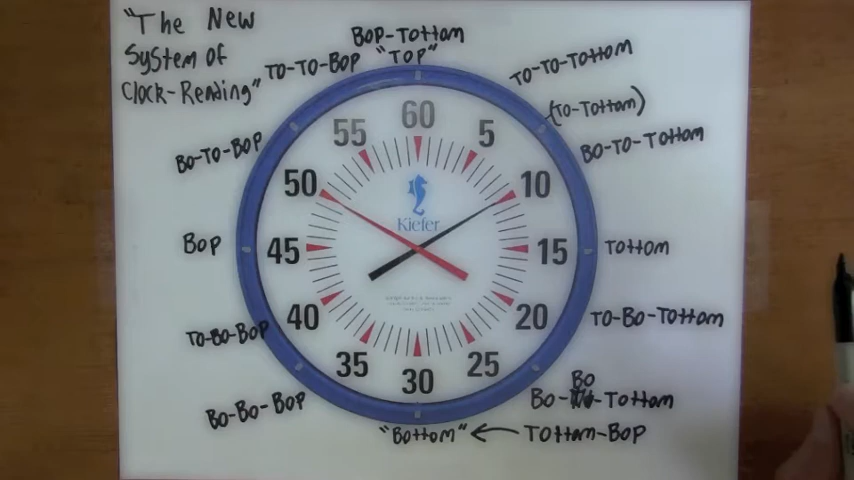 "The New
System of
Clock-Reading"
Bop-Tottom
"Top"
To-To-Bop
To-To-Tottom
(To-Tottom)
Bo-To-Tottom
Bo-To-Bop
Bop
Tottom
To-Bo-Bop
To-Bo-Tottom
Bo-Bo-Bop
Bo
Bo- -Tottom
"Bottom" ← Tottom-Bop
60
55
5
50
10
45
15
40
20
35
25
30
Kiefer